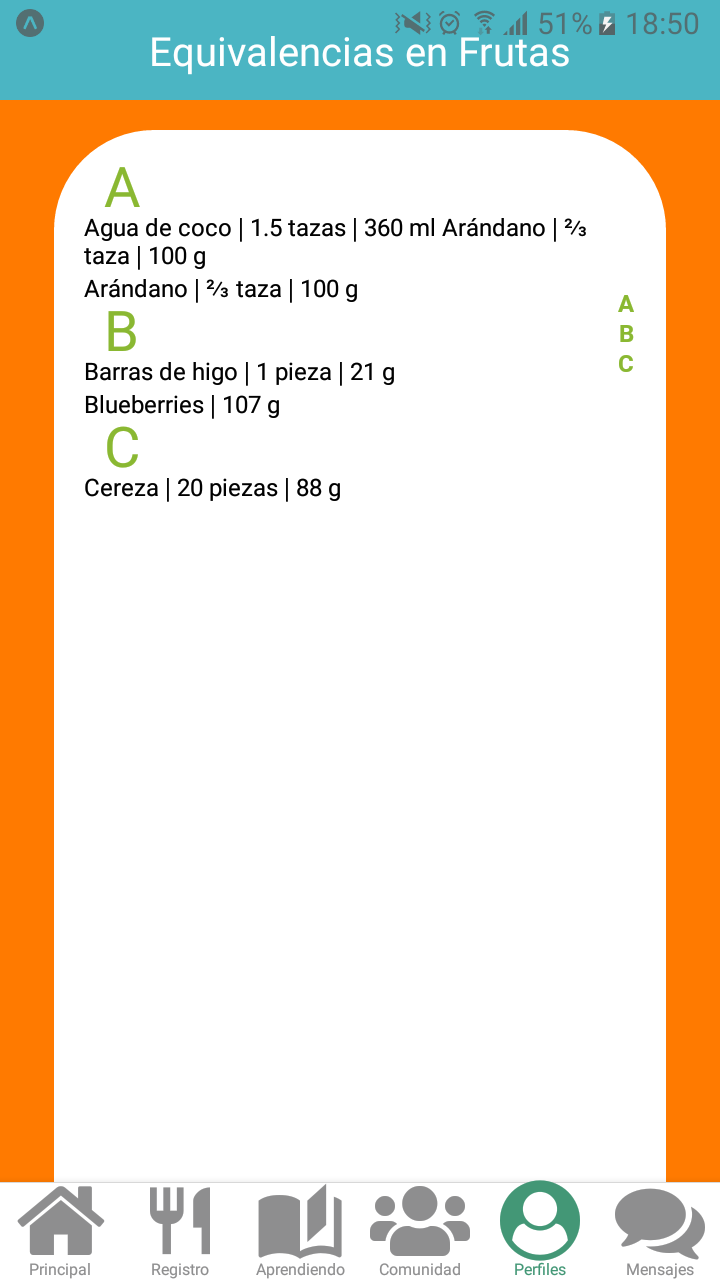 51% 18:50
Equivalencias en Frutas
A
Agua de coco | 1.5 tazas | 360 ml Arándano | ⅔
taza | 100 g
Arándano | ⅔ taza | 100 g
B
Barras de higo | 1 pieza | 21 g
Blueberries | 107 g
C
Cereza | 20 piezas | 88 g
A
B
C
Principal
Registro
Aprendiendo
Comunidad
Perfiles
Mensajes